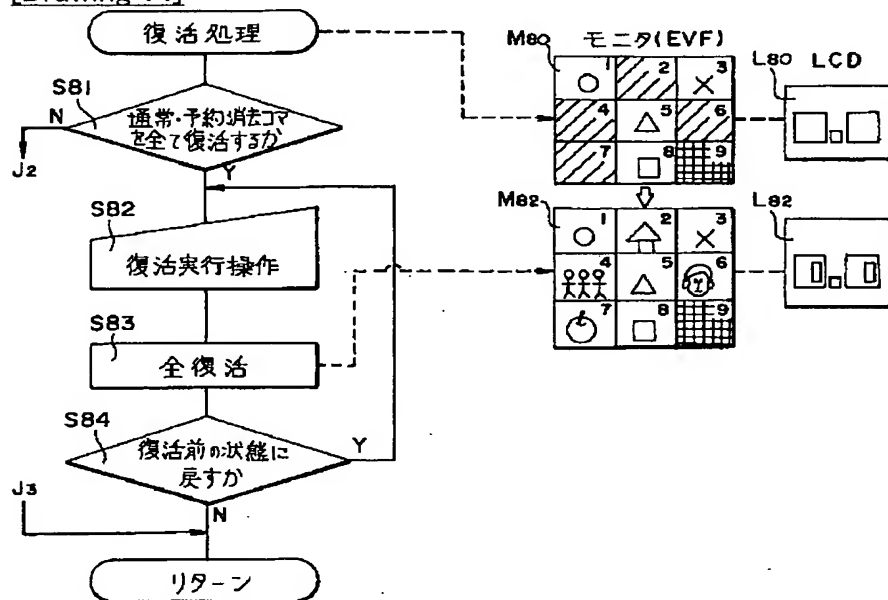 復活処理
S81
N
通常・予約消去コマ
を全て復活するか
J2
Y
S82
復活実行操作
S83
全復活
S84
復活前の状態に
戻すか
Y
J3
N
リターン
M80
モニタ(EVF)
1
2
3
4
5
6
7
8
9
L80
LCD
M82
1
2
3
4
5
6
7
8
9
L82